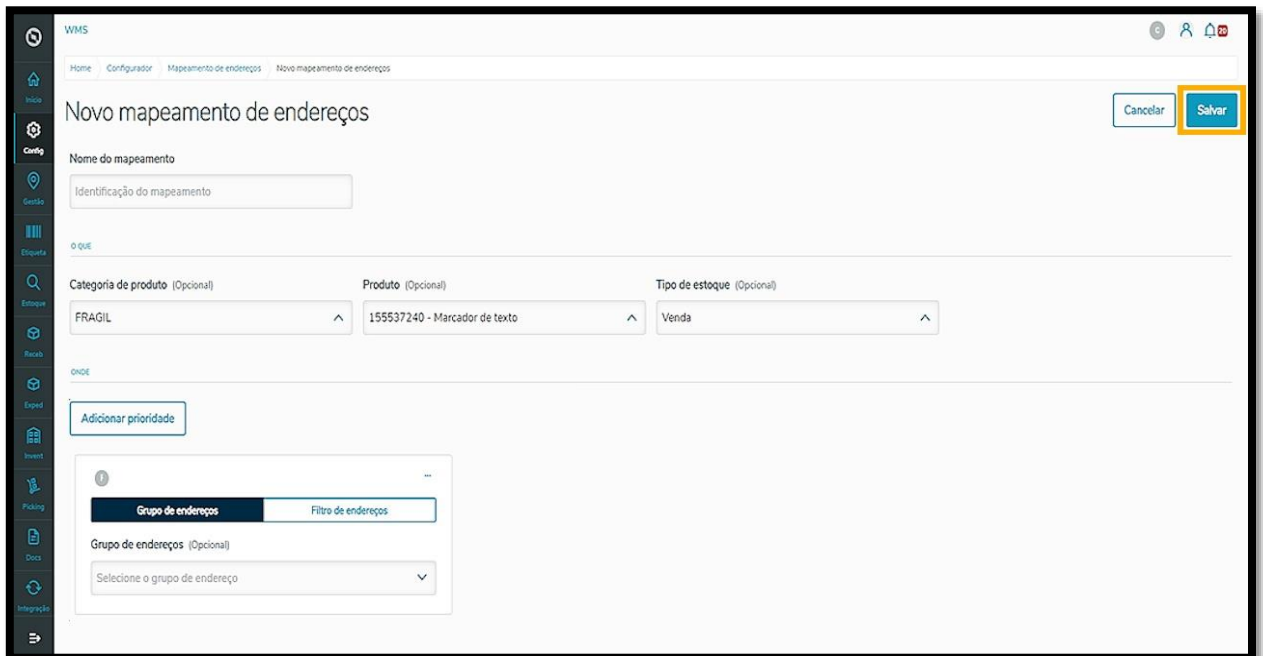 WMS
C
20
Home Configurador Mapeamento de endereços Novo mapeamento de endereços
Novo mapeamento de endereços
Cancelar
Salvar
Início
Config
Gestão
Etiqueta
Estoque
Receb
Exped
Invent
Picking
Docs
Integração
Nome do mapeamento
Identificação do mapeamento
O QUE
Categoria de produto (Opcional)
Produto (Opcional)
Tipo de estoque (Opcional)
FRAGIL
155537240 - Marcador de texto
Venda
ONDE
Adicionar prioridade
Grupo de endereços
Filtro de endereços
Grupo de endereços (Opcional)
Selecione o grupo de endereço